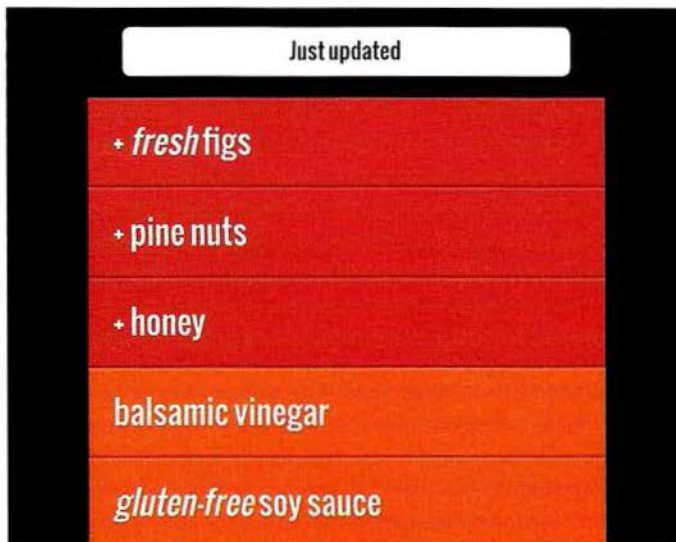 Just updated
+ fresh figs
+ pine nuts
+ honey
balsamic vinegar
gluten-free soy sauce